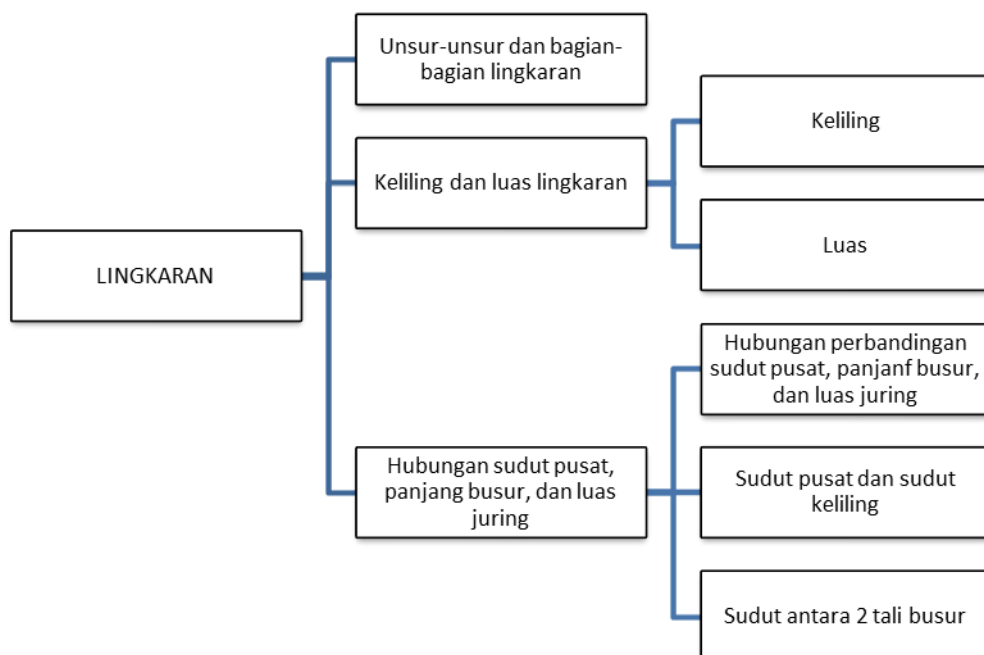 Unsur-unsur dan bagian-
bagian lingkaran
Keliling
Keliling dan luas lingkaran
Luas
LINGKARAN
Hubungan perbandingan
sudut pusat, panjanf busur,
dan luas juring
Hubungan sudut pusat,
panjang busur, dan luas
juring
Sudut pusat dan sudut
keliling
Sudut antara 2 tali busur